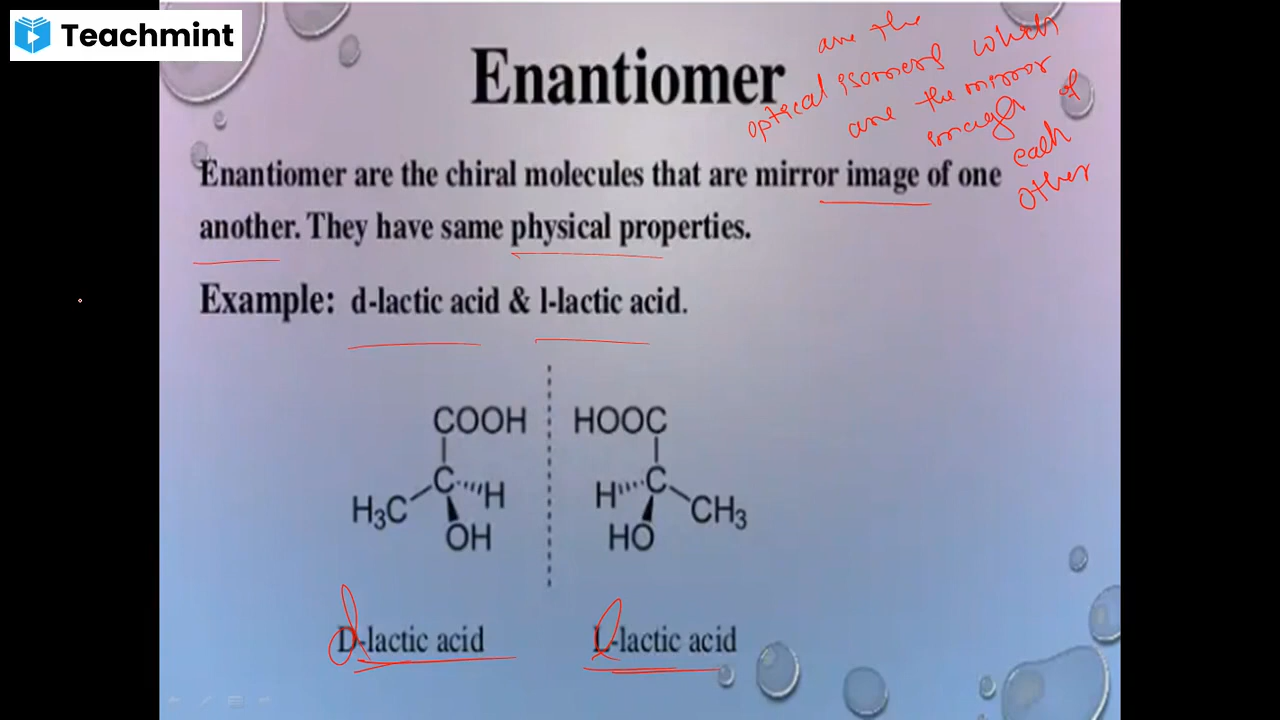 Teachmint
Enantiomer
are the
optical isomers which
are the mirror
image of
each
other
Enantiomer are the chiral molecules that are mirror image of one
another. They have same physical properties.
Example: d-lactic acid & l-lactic acid.
COOH HOOC
C H H C
H3C CH3
OH HO
D-lactic acid L-lactic acid
d l